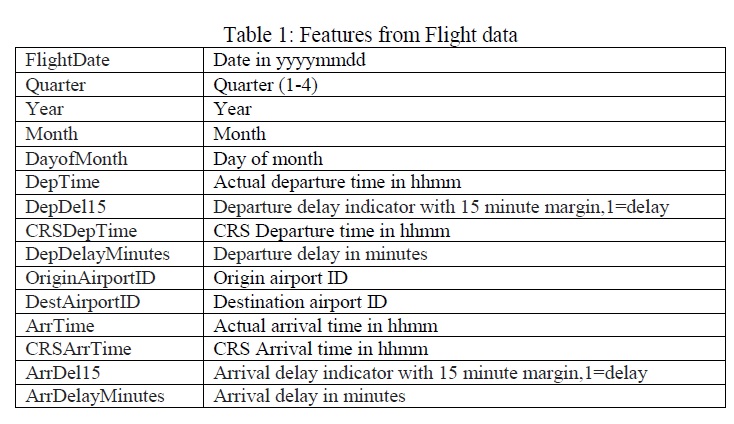 Table 1: Features from Flight data
FlightDate Date in yyyymmdd
Quarter Quarter (1-4)
Year Year
Month Month
DayofMonth Day of month
DepTime Actual departure time in hhmm
DepDel15 Departure delay indicator with 15 minute margin,1=delay
CRSDepTime CRS Departure time in hhmm
DepDelayMinutes Departure delay in minutes
OriginAirportID Origin airport ID
DestAirportID Destination airport ID
ArrTime Actual arrival time in hhmm
CRSArrTime CRS Arrival time in hhmm
ArrDel15 Arrival delay indicator with 15 minute margin,1=delay
ArrDelayMinutes Arrival delay in minutes